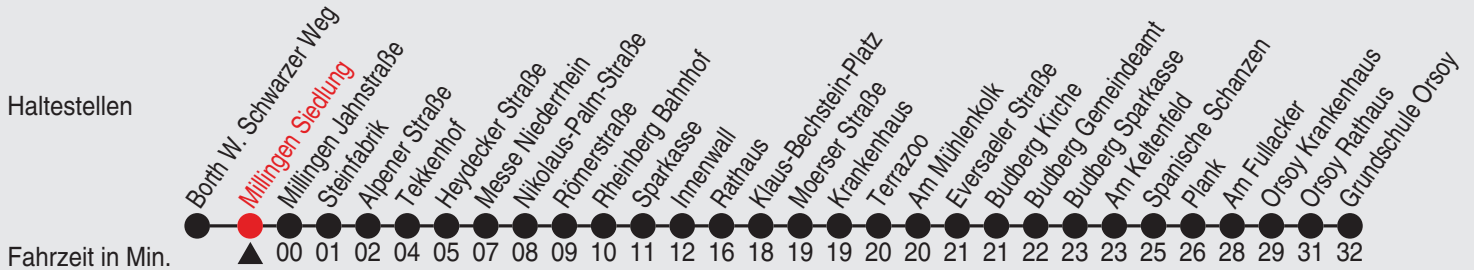 Haltestellen
Borth W. Schwarzer Weg
Millingen Siedlung
Millingen Jahnstraße
Steinfabrik
Alpener Straße
Tekkenhof
Heydecker Straße
Messe Niederrhein
Nikolaus-Palm-Straße
Römerstraße
Rheinberg Bahnhof
Sparkasse
Innenwall
Rathaus
Klaus-Bechstein-Platz
Moerser Straße
Krankenhaus
Terrazoo
Am Mühlenkolk
Eversaeler Straße
Budberg Kirche
Budberg Gemeindeamt
Budberg Sparkasse
Am Keltenfeld
Spanische Schanzen
Plank
Am Fullacker
Orsoy Krankenhaus
Orsoy Rathaus
Grundschule Orsoy
Fahrzeit in Min. 00 01 02 04 05 07 08 09 10 11 12 16 18 19 19 20 20 21 21 22 23 23 25 26 28 29 31 32